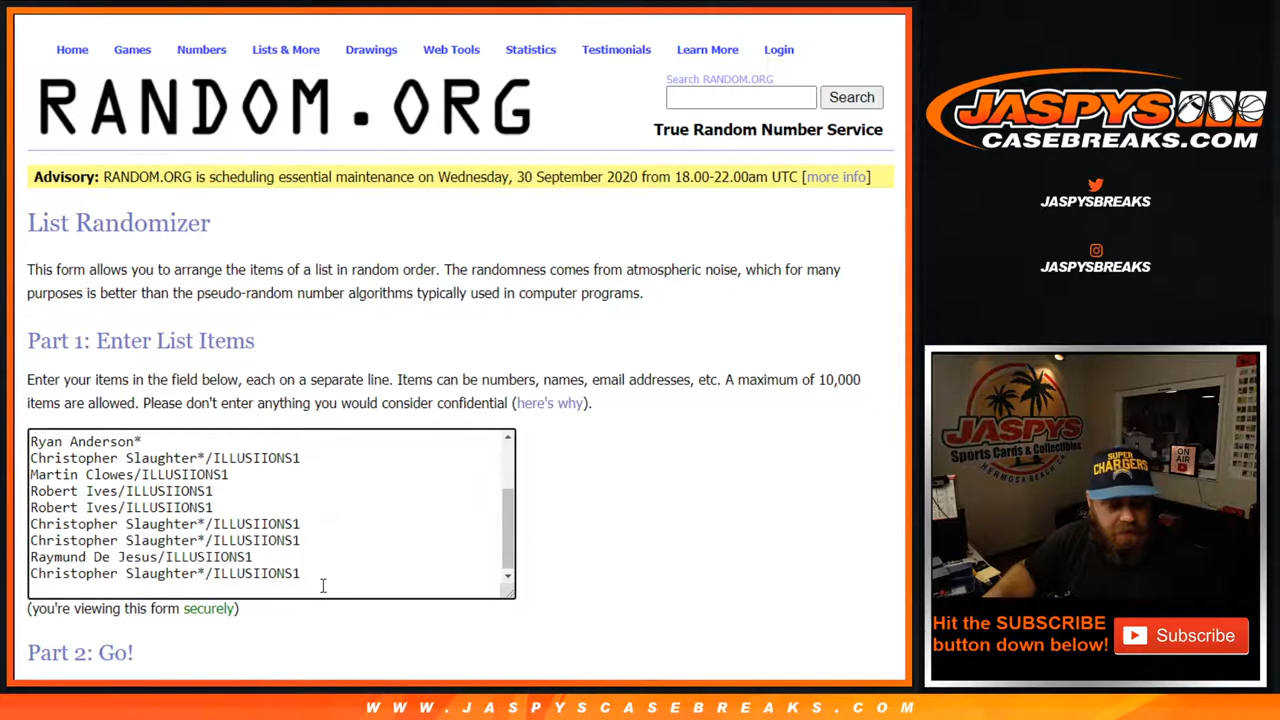 Home Games Numbers Lists & More Drawings Web Tools Statistics Testimonials Learn More Login
RANDOM.ORG
Search RANDOM.ORG
Search
True Random Number Service
Advisory: RANDOM.ORG is scheduling essential maintenance on Wednesday, 30 September 2020 from 18.00-22.00am UTC [more info]
List Randomizer
This form allows you to arrange the items of a list in random order. The randomness comes from atmospheric noise, which for many
purposes is better than the pseudo-random number algorithms typically used in computer programs.
Part 1: Enter List Items
Enter your items in the field below, each on a separate line. Items can be numbers, names, email addresses, etc. A maximum of 10,000
items are allowed. Please don't enter anything you would consider confidential (here's why).
Ryan Anderson*
Christopher Slaughter*/ILLUSIIONS1
Martin Clowes/ILLUSIIONS1
Robert Ives/ILLUSIIONS1
Robert Ives/ILLUSIIONS1
Christopher Slaughter*/ILLUSIIONS1
Christopher Slaughter*/ILLUSIIONS1
Raymund De Jesus/ILLUSIIONS1
Christopher Slaughter*/ILLUSIIONS1
(you're viewing this form securely)
Part 2: Go!
JASPYS
CASEBREAKS.COM
JASPYSBREAKS
JASPYSBREAKS
JASPYS
Sports Cards & Collectibles
HERMOSA BEACH
ON
AIR
SUPER
CHARGERS
Hit the SUBSCRIBE
button down below!
Subscribe
WWW.JASPYSCASEBREAKS.COM